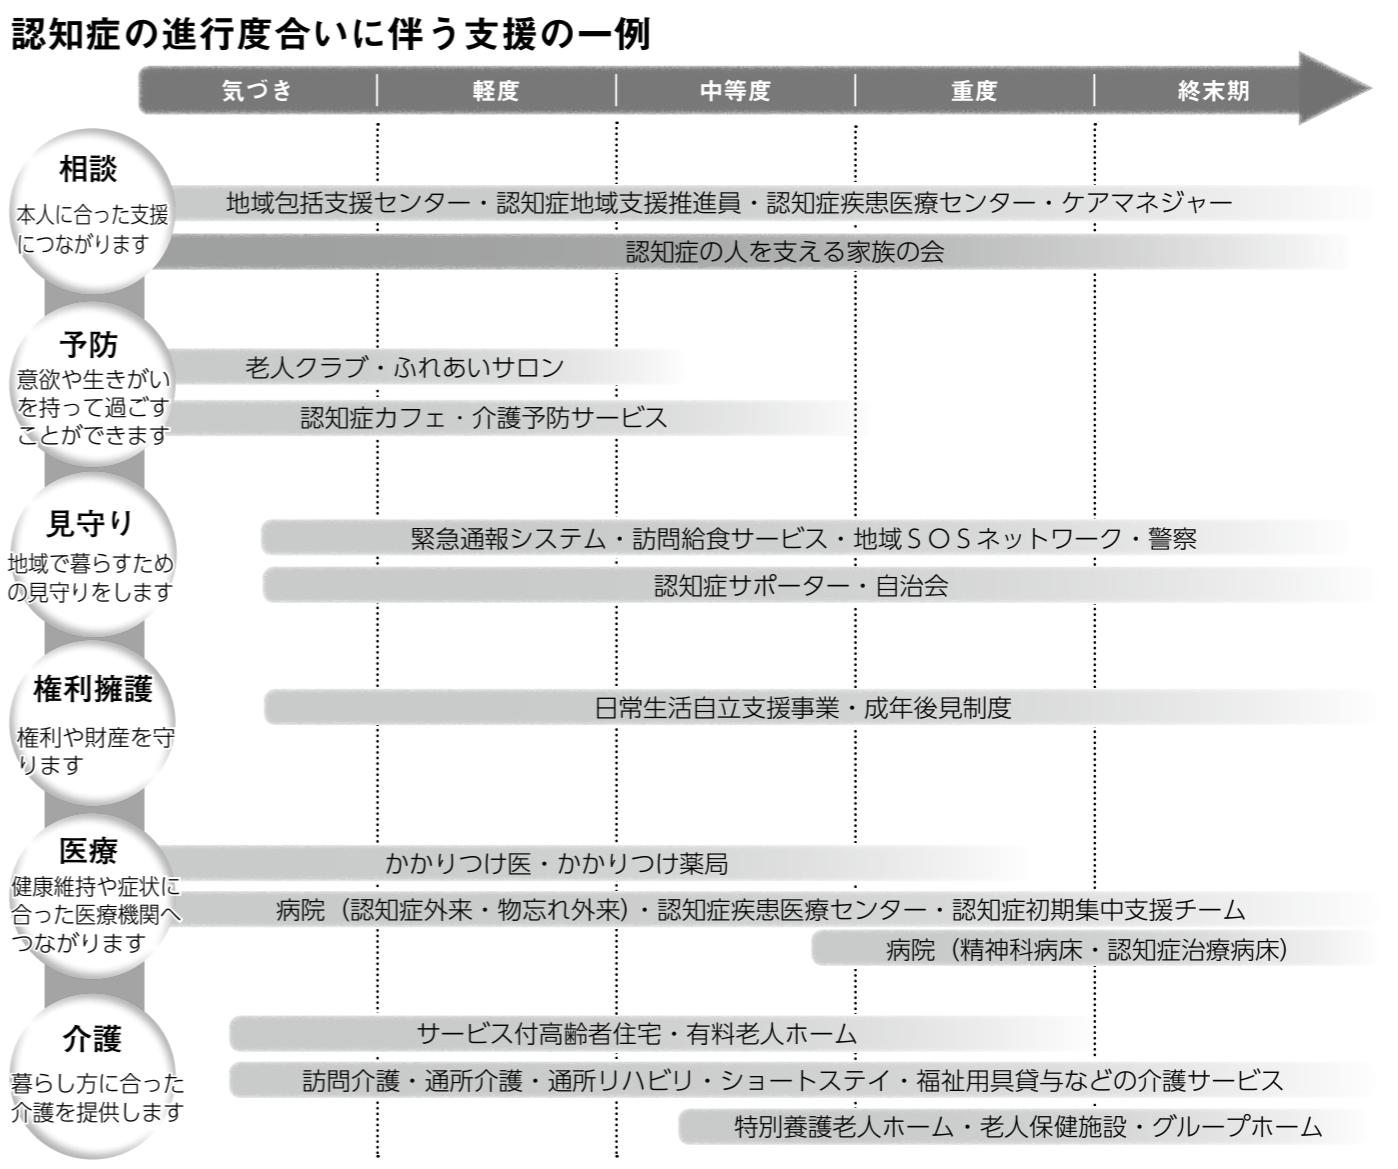 認知症の進行度合いに伴う支援の一例
気づき
軽度
中等度
重度
終末期
相談
本人に合った支援
につながります
地域包括支援センター・認知症地域支援推進員・認知症疾患医療センター・ケアマネジャー
認知症の人を支える家族の会
予防
意欲や生きがい
を持って過ごす
ことができます
老人クラブ・ふれあいサロン
認知症カフェ・介護予防サービス
見守り
地域で暮らすため
の見守りをします
緊急通報システム・訪問給食サービス・地域ＳＯＳネットワーク・警察
認知症サポーター・自治会
権利擁護
権利や財産を守
ります
日常生活自立支援事業・成年後見制度
医療
健康維持や症状に
合った医療機関へ
つながります
かかりつけ医・かかりつけ薬局
病院（認知症外来・物忘れ外来）・認知症疾患医療センター・認知症初期集中支援チーム
病院（精神科病床・認知症治療病床）
介護
暮らし方に合った
介護を提供します
サービス付高齢者住宅・有料老人ホーム
訪問介護・通所介護・通所リハビリ・ショートステイ・福祉用具貸与などの介護サービス
特別養護老人ホーム・老人保健施設・グループホーム